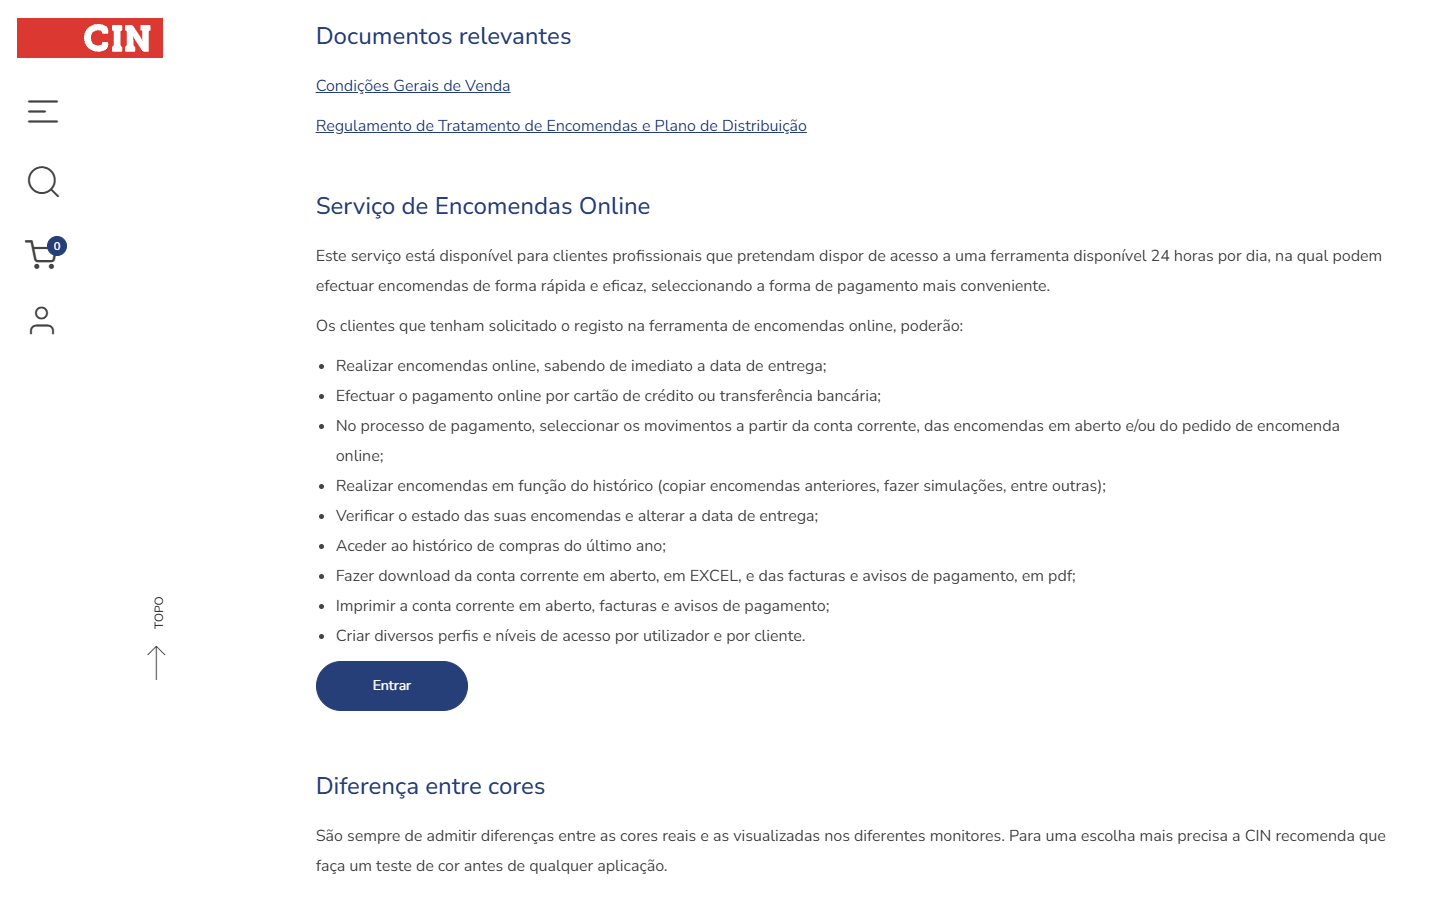 CIN
0
TOPO
Documentos relevantes
Condições Gerais de Venda
Regulamento de Tratamento de Encomendas e Plano de Distribuição
Serviço de Encomendas Online
Este serviço está disponível para clientes profissionais que pretendam dispor de acesso a uma ferramenta disponível 24 horas por dia, na qual podem
efectuar encomendas de forma rápida e eficaz, seleccionando a forma de pagamento mais conveniente.
Os clientes que tenham solicitado o registo na ferramenta de encomendas online, poderão:
• Realizar encomendas online, sabendo de imediato a data de entrega;
• Efectuar o pagamento online por cartão de crédito ou transferência bancária;
• No processo de pagamento, seleccionar os movimentos a partir da conta corrente, das encomendas em aberto e/ou do pedido de encomenda
online;
• Realizar encomendas em função do histórico (copiar encomendas anteriores, fazer simulações, entre outras);
• Verificar o estado das suas encomendas e alterar a data de entrega;
• Aceder ao histórico de compras do último ano;
• Fazer download da conta corrente em aberto, em EXCEL, e das facturas e avisos de pagamento, em pdf;
• Imprimir a conta corrente em aberto, facturas e avisos de pagamento;
• Criar diversos perfis e níveis de acesso por utilizador e por cliente.
Entrar
Diferença entre cores
São sempre de admitir diferenças entre as cores reais e as visualizadas nos diferentes monitores. Para uma escolha mais precisa a CIN recomenda que
faça um teste de cor antes de qualquer aplicação.